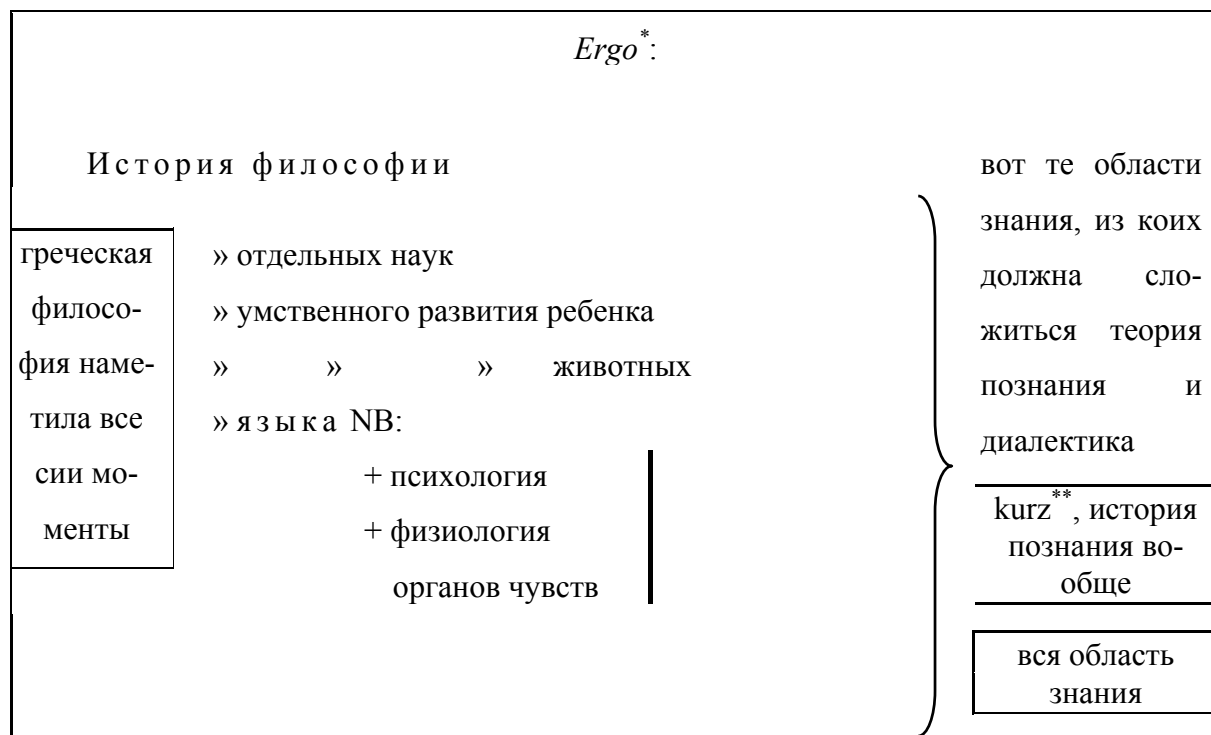 Ergo*:
История философии
греческая
филосо-
фия наме-
тила все
сии мо-
менты
» отдельных наук
» умственного развития ребенка
» » » животных
» языка NB:
+ психология
+ физиология
органов чувств
вот те области
знания, из коих
должна сло-
житься теория
познания и
диалектика
kurz**, история
познания во-
обще
вся область
знания